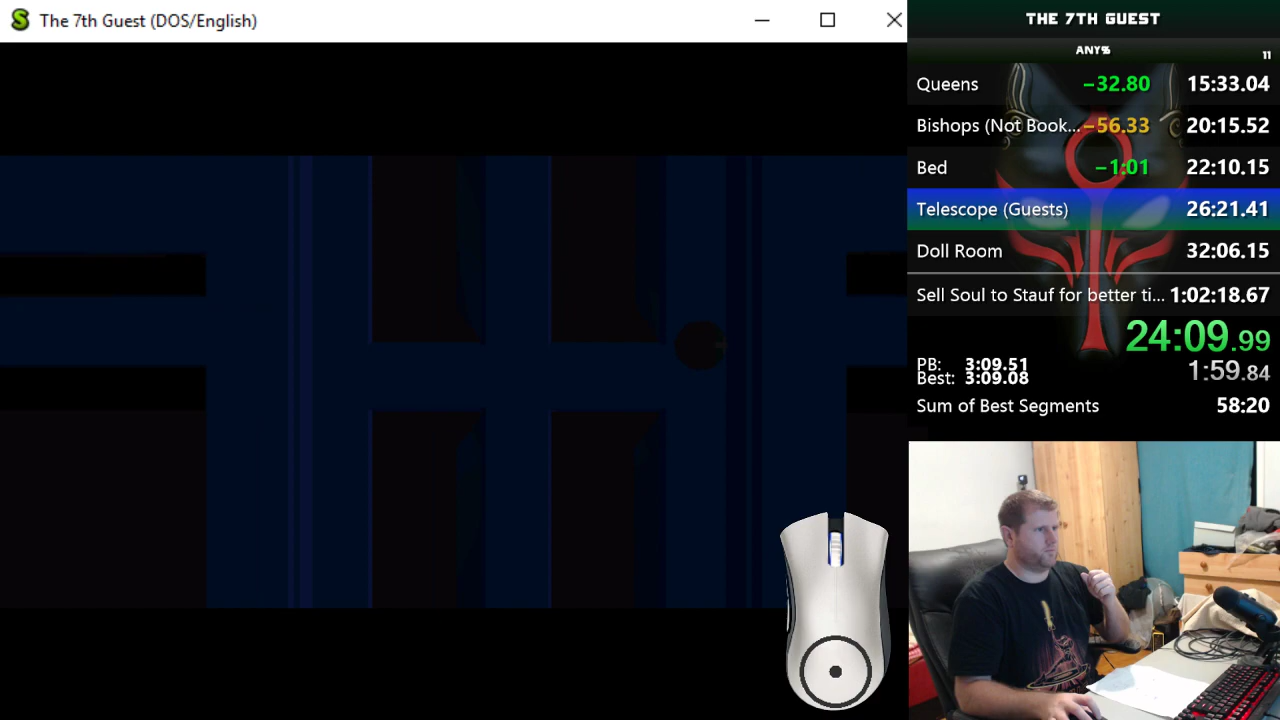 The 7th Guest (DOS/English)
THE 7TH GUEST
ANY%
11
Queens -32.80 15:33.04
Bishops (Not Book... -56.33 20:15.52
Bed -1:01 22:10.15
Telescope (Guests) 26:21.41
Doll Room 32:06.15
Sell Soul to Stauf for better ti... 1:02:18.67
24:09.99
PB: 3:09.51 1:59.84
Best: 3:09.08
Sum of Best Segments 58:20